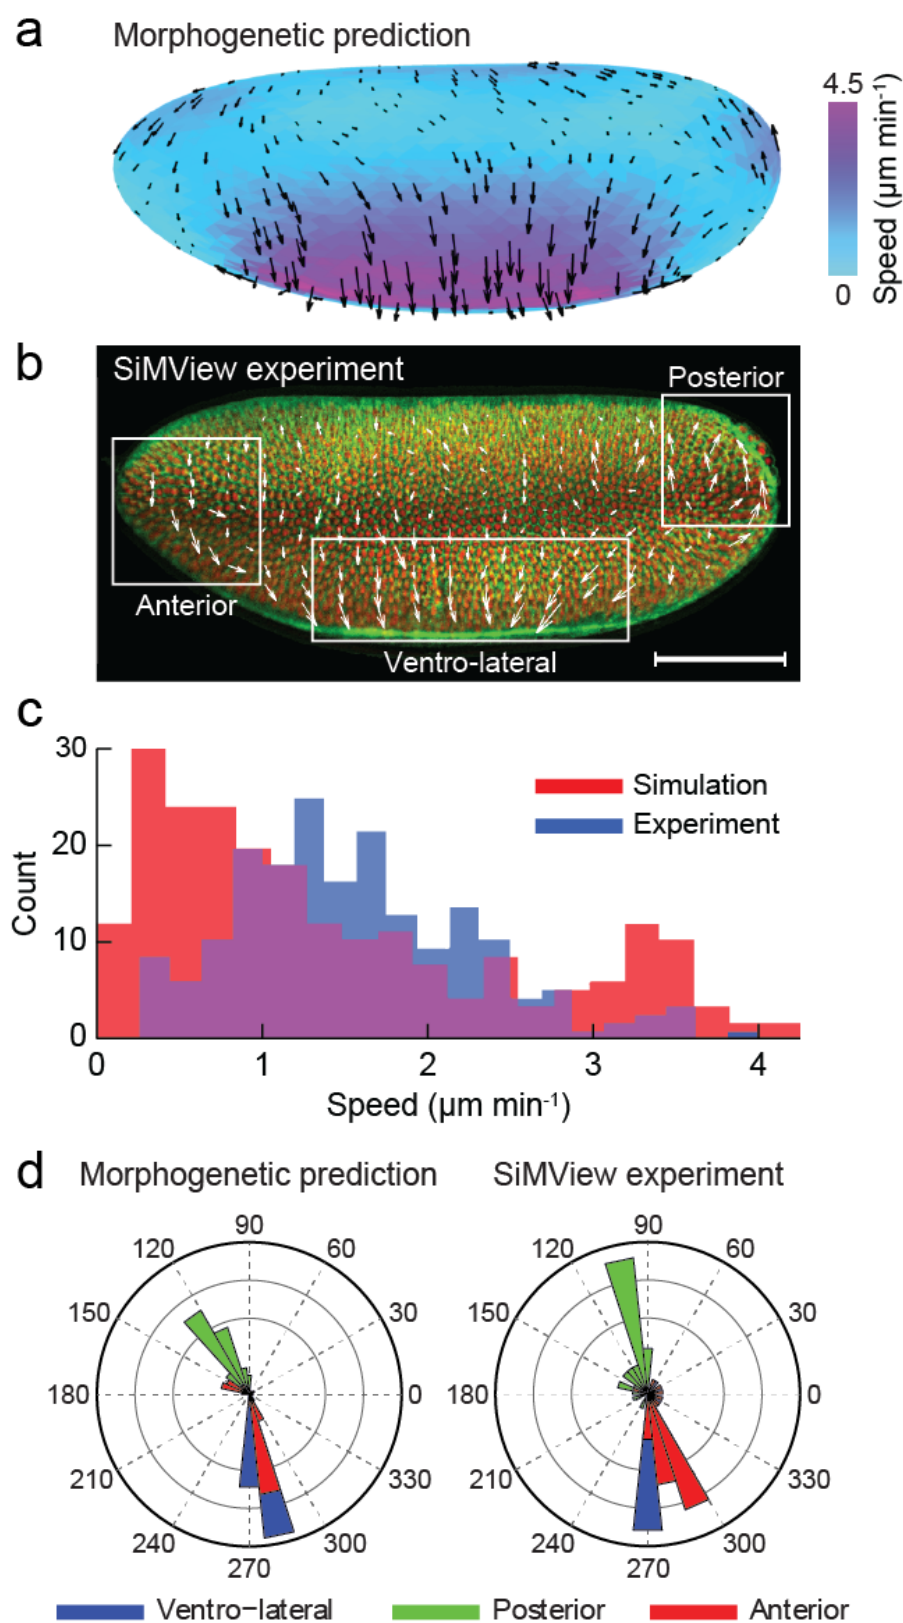 a
Morphogenetic prediction
4.5
0
Speed (µm min⁻¹)
b
SiMView experiment
Posterior
Anterior
Ventro-lateral
c
30
20
10
0
Count
Simulation
Experiment
0 1 2 3 4
Speed (µm min⁻¹)
d
Morphogenetic prediction
90
120 60
150 30
180 0
210 330
240 300
270
SiMView experiment
90
120 60
150 30
180 0
210 330
240 300
270
Ventro−lateral Posterior Anterior